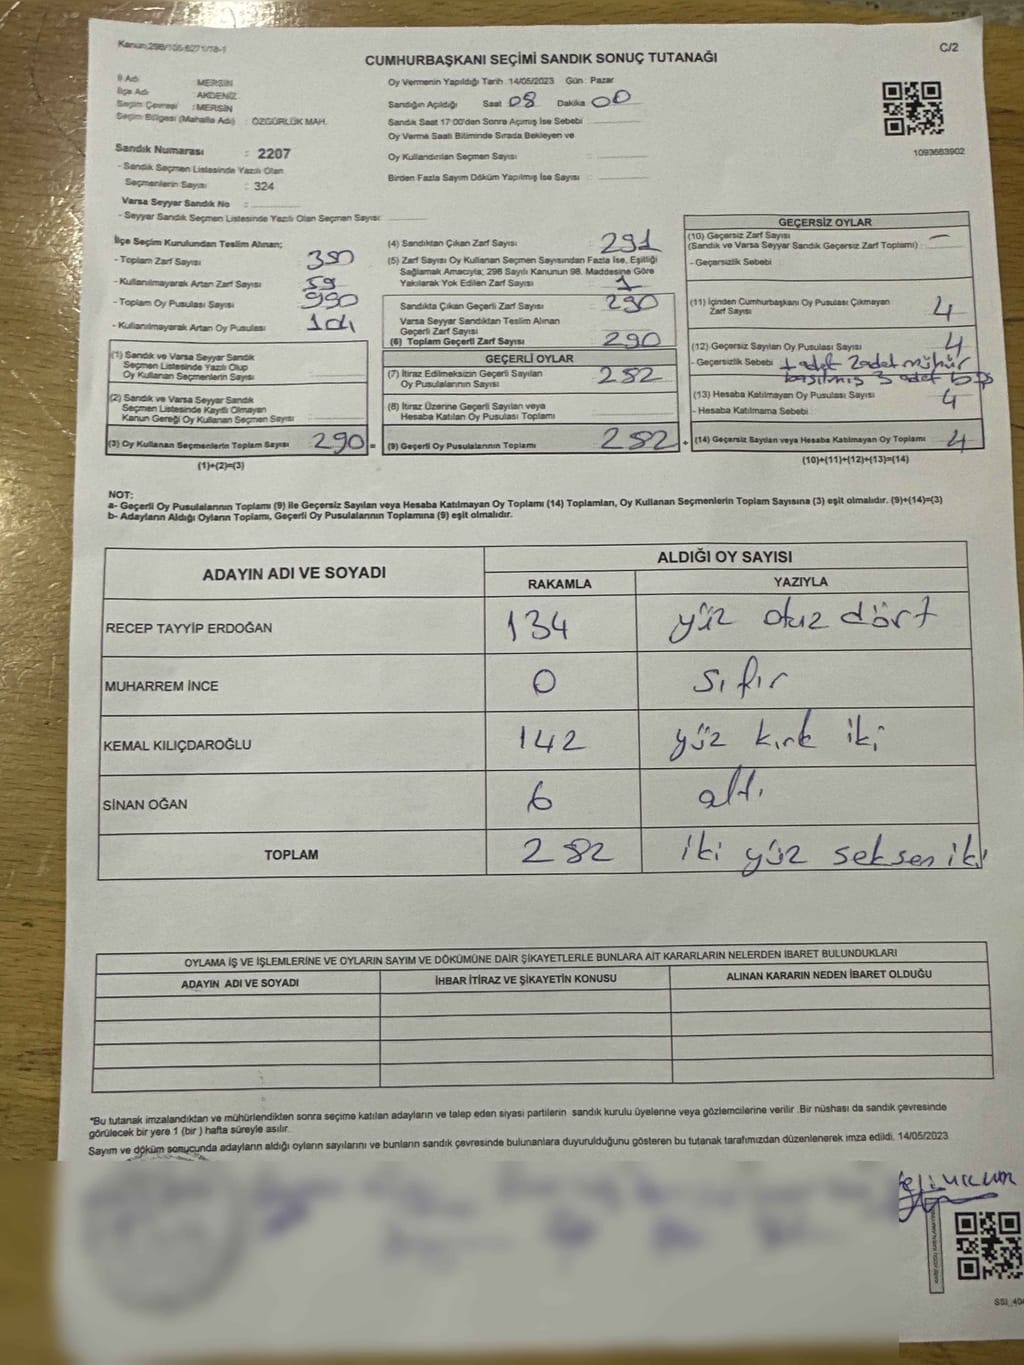 Kanun:298/105-6271/18-1
C/2
CUMHURBAŞKANI SEÇİMİ SANDIK SONUÇ TUTANAĞI
İl Adı : MERSİN
İlçe Adı : AKDENİZ
Seçim Çevresi : MERSİN
Seçim Bölgesi (Mahalle Adı) : ÖZGÜRLÜK MAH.
Sandık Numarası : 2207
- Sandık Seçmen Listesinde Yazılı Olan
Seçmenlerin Sayısı : 324
Varsa Seyyar Sandık No :
- Seyyar Sandık Seçmen Listesinde Yazılı Olan Seçmen Sayısı:
Oy Vermenin Yapıldığı Tarih :14/05/2023 Gün : Pazar
Sandığın Açıldığı Saat 08 Dakika 00
Sandık Saat 17:00'den Sonra Açımış İse Sebebi
Oy Verme Saati Bitiminde Sırada Bekleyen ve
Oy Kullandırılan Seçmen Sayısı :
Birden Fazla Sayım Döküm Yapılmış İse Sayısı :
1093663902
İlçe Seçim Kurulundan Teslim Alınan;
- Toplam Zarf Sayısı 350
- Kullanılmayarak Artan Zarf Sayısı 59
- Toplam Oy Pusulası Sayısı
- Kullanılmayarak Artan Oy Pusulası
(1) Sandık ve Varsa Seyyar Sandık
Seçmen Listesinde Yazılı Olup
Oy Kullanan Seçmenlerin Sayısı
(2) Sandık ve Varsa Seyyar Sandık
Seçmen Listesinde Kayıtlı Olmayan
Kanun Gereği Oy Kullanan Seçmen Sayısı
(3) Oy Kullanan Seçmenlerin Toplam Sayısı 290 =
(1)+(2)=(3)
(4) Sandıktan Çıkan Zarf Sayısı : 291
(5) Zarf Sayısı Oy Kullanan Seçmen Sayısından Fazla İse, Eşitliği
Sağlamak Amacıyla; 298 Sayılı Kanunun 98. Maddesine Göre
Yakılarak Yok Edilen Zarf Sayısı : 1
Sandıkta Çıkan Geçerli Zarf Sayısı 290
Varsa Seyyar Sandıktan Teslim Alınan
Geçerli Zarf Sayısı
(6) Toplam Geçerli Zarf Sayısı 290
GEÇERLİ OYLAR
(7) İtiraz Edilmeksizin Geçerli Sayılan
Oy Pusulalarının Sayısı 282
(8) İtiraz Üzerine Geçerli Sayılan veya
Hesaba Katılan Oy Pusulası Toplamı
(9) Geçerli Oy Pusulalarının Toplamı 282 +
GEÇERSİZ OYLAR
(10) Geçersiz Zarf Sayısı —
(Sandık ve Varsa Seyyar Sandık Geçersiz Zarf Toplamı) :
- Geçersizlik Sebebi :
(11) İçinden Cumhurbaşkanı Oy Pusulası Çıkmayan
Zarf Sayısı 4
(12) Geçersiz Sayılan Oy Pusulası Sayısı 4
- Geçersizlik Sebebi : adet 2 adet mühür
basılmış 3 adet boş
(13) Hesaba Katılmayan Oy Pusulası Sayısı 4
- Hesaba Katılmama Sebebi
(14) Geçersiz Sayılan veya Hesaba Katılmayan Oy Toplamı 4
(10)+(11)+(12)+(13)=(14)
NOT:
a- Geçerli Oy Pusulalarının Toplamı (9) ile Geçersiz Sayılan veya Hesaba Katılmayan Oy Toplamı (14) Toplamları, Oy Kullanan Seçmenlerin Toplam Sayısına (3) eşit olmalıdır. (9)+(14)=(3)
b- Adayların Aldığı Oyların Toplamı, Geçerli Oy Pusulalarının Toplamına (9) eşit olmalıdır.
ADAYIN ADI VE SOYADI
ALDIĞI OY SAYISI
RAKAMLA YAZIYLA
RECEP TAYYİP ERDOĞAN 134 yüz otuz dört
MUHARREM İNCE 0 sıfır
KEMAL KILIÇDAROĞLU 142 yüz kırk iki
SİNAN OĞAN 6 altı
TOPLAM 282 iki yüz seksen iki
OYLAMA İŞ VE İŞLEMLERİNE VE OYLARIN SAYIM VE DÖKÜMÜNE DAİR ŞİKAYETLERLE BUNLARA AİT KARARLARIN NELERDEN İBARET BULUNDUKLARI
ADAYIN ADI VE SOYADI İHBAR İTİRAZ VE ŞİKAYETİN KONUSU ALINAN KARARIN NEDEN İBARET OLDUĞU
*Bu tutanak imzalandıktan ve mühürlendikten sonra seçime katılan adayların ve talep eden siyasi partilerin sandık kurulu üyelerine veya gözlemcilerine verilir. Bir nüshası da sandık çevresinde
görülecek bir yere 1 (bir) hafta süreyle asılır.
Sayım ve döküm sonucunda adayların aldığı oyların sayılarını ve bunların sandık çevresinde bulunanlara duyurulduğunu gösteren bu tutanak tarafımızdan düzenlenerek imza edildi. 14/05/2023